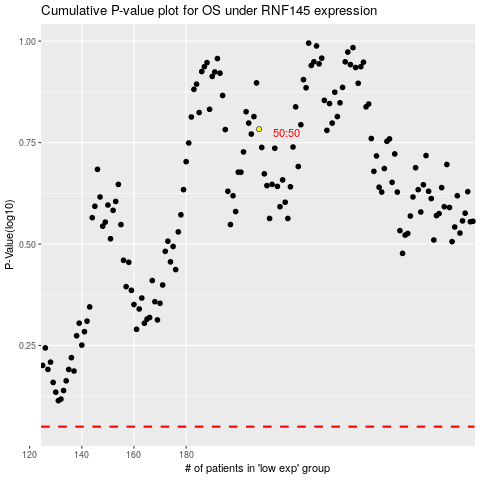 Cumulative P-value plot for OS under RNF145 expression
1.00
0.75
0.50
0.25
P-Value(log10)
50:50
120 140 160 180
# of patients in 'low exp' group